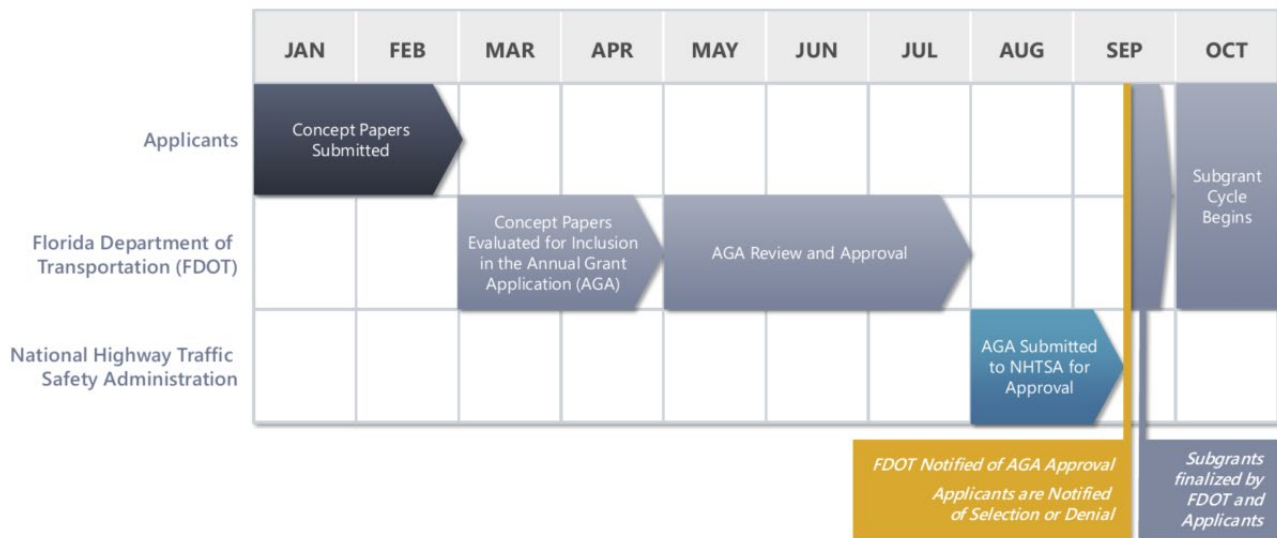 JAN FEB MAR APR MAY JUN JUL AUG SEP OCT
Applicants
Concept Papers
Submitted
Subgrant
Cycle
Begins
Florida Department of
Transportation (FDOT)
Concept Papers
Evaluated for Inclusion
in the Annual Grant
Application (AGA)
AGA Review and Approval
National Highway Traffic
Safety Administration
AGA Submitted
to NHTSA for
Approval
FDOT Notified of AGA Approval
Applicants are Notified
of Selection or Denial
Subgrants
finalized by
FDOT and
Applicants